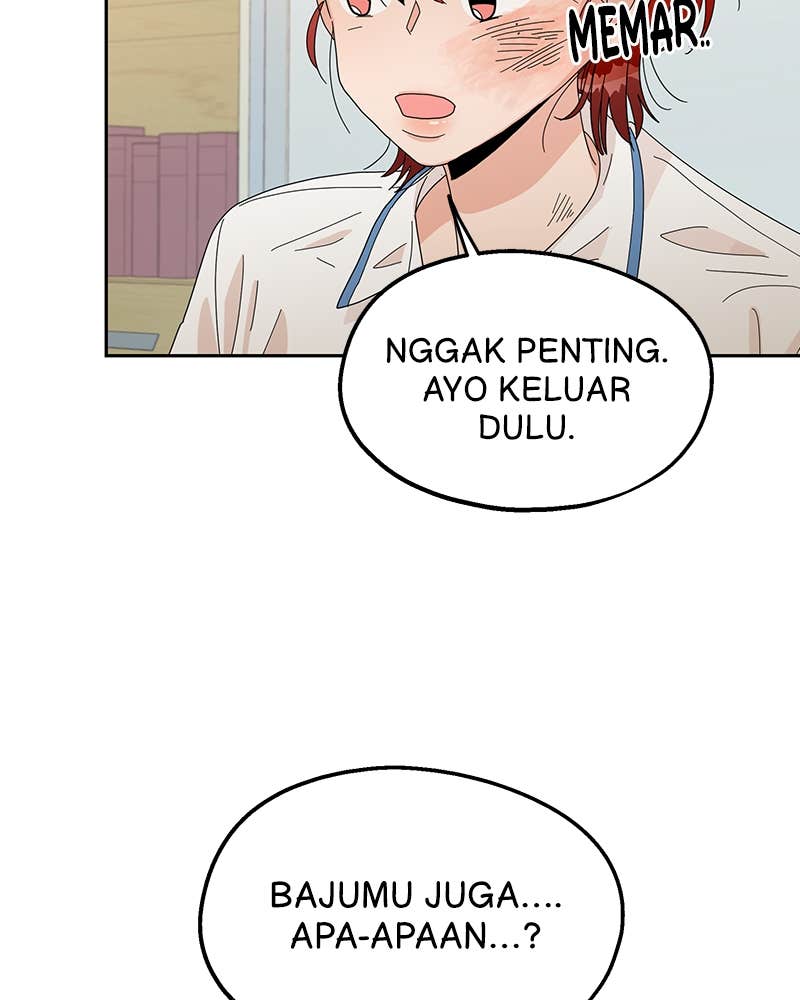 MEMAR..
NGGAK PENTING.
AYO KELUAR
DULU.
BAJUMU JUGA....
APA-APAAN...?